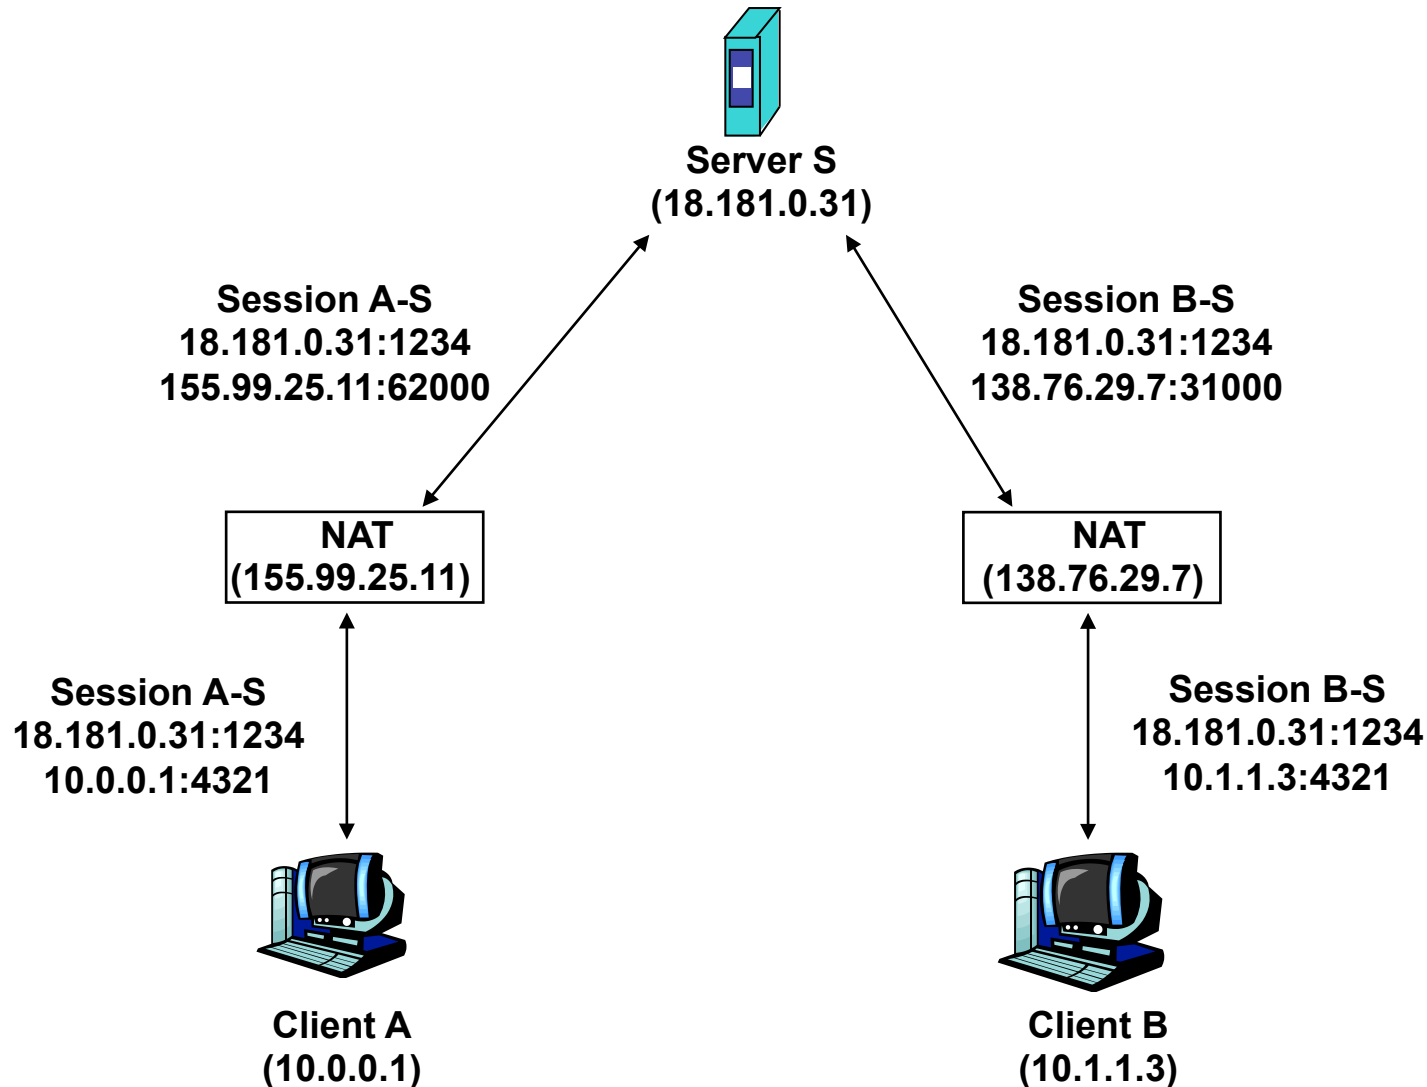 Server S
(18.181.0.31)
Session A-S
18.181.0.31:1234
155.99.25.11:62000
Session B-S
18.181.0.31:1234
138.76.29.7:31000
NAT
(155.99.25.11)
NAT
(138.76.29.7)
Session A-S
18.181.0.31:1234
10.0.0.1:4321
Session B-S
18.181.0.31:1234
10.1.1.3:4321
Client A
(10.0.0.1)
Client B
(10.1.1.3)